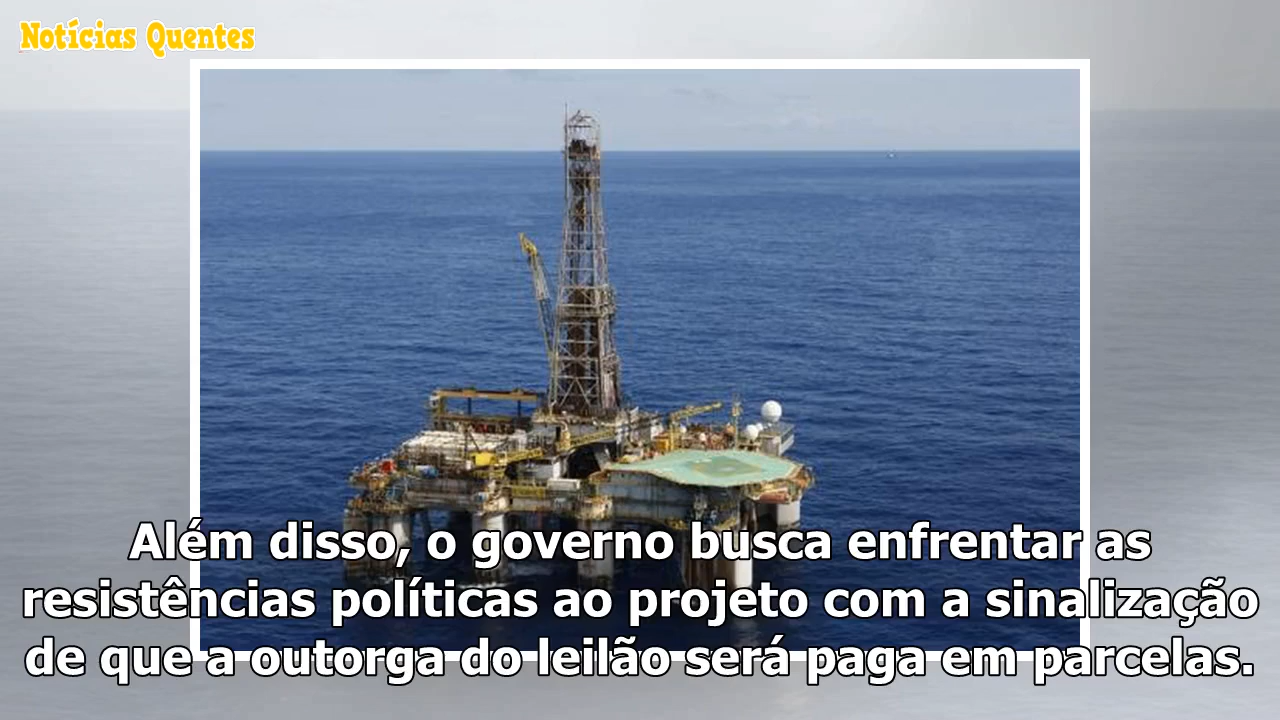 Notícias Quentes
Além disso, o governo busca enfrentar as
resistências políticas ao projeto com a sinalização
de que a outorga do leilão será paga em parcelas.